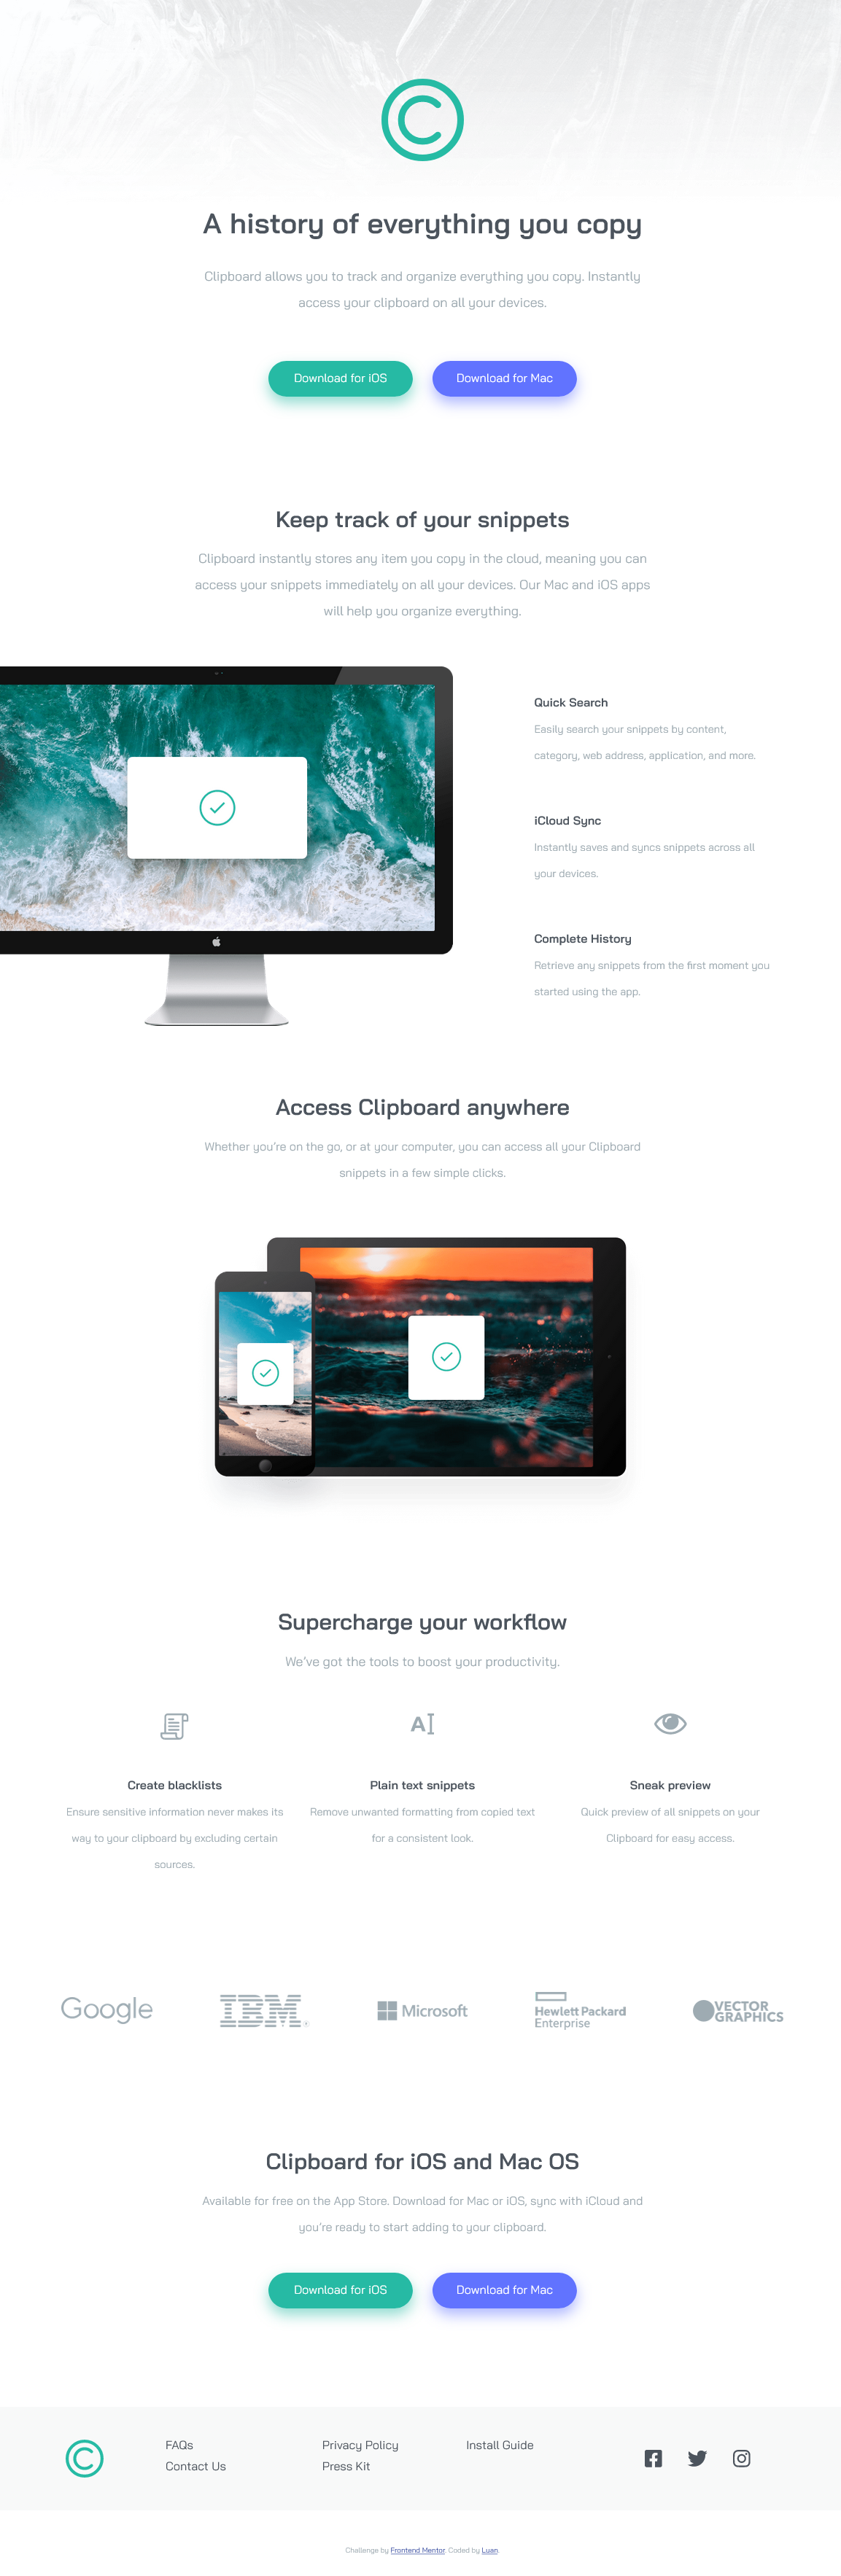 A history of everything you copy
Clipboard allows you to track and organize everything you copy. Instantly
access your clipboard on all your devices.
Download for iOS
Download for Mac
Keep track of your snippets
Clipboard instantly stores any item you copy in the cloud, meaning you can
access your snippets immediately on all your devices. Our Mac and iOS apps
will help you organize everything.
Quick Search
Easily search your snippets by content,
category, web address, application, and more.
iCloud Sync
Instantly saves and syncs snippets across all
your devices.
Complete History
Retrieve any snippets from the first moment you
started using the app.
Access Clipboard anywhere
Whether you’re on the go, or at your computer, you can access all your Clipboard
snippets in a few simple clicks.
Supercharge your workflow
We’ve got the tools to boost your productivity.
Create blacklists
Ensure sensitive information never makes its
way to your clipboard by excluding certain
sources.
Plain text snippets
Remove unwanted formatting from copied text
for a consistent look.
Sneak preview
Quick preview of all snippets on your
Clipboard for easy access.
Google
IBM
Microsoft
Hewlett Packard
Enterprise
VECTOR
GRAPHICS
Clipboard for iOS and Mac OS
Available for free on the App Store. Download for Mac or iOS, sync with iCloud and
you’re ready to start adding to your clipboard.
Download for iOS
Download for Mac
FAQs
Contact Us
Privacy Policy
Press Kit
Install Guide
Challenge by Frontend Mentor. Coded by Luan.